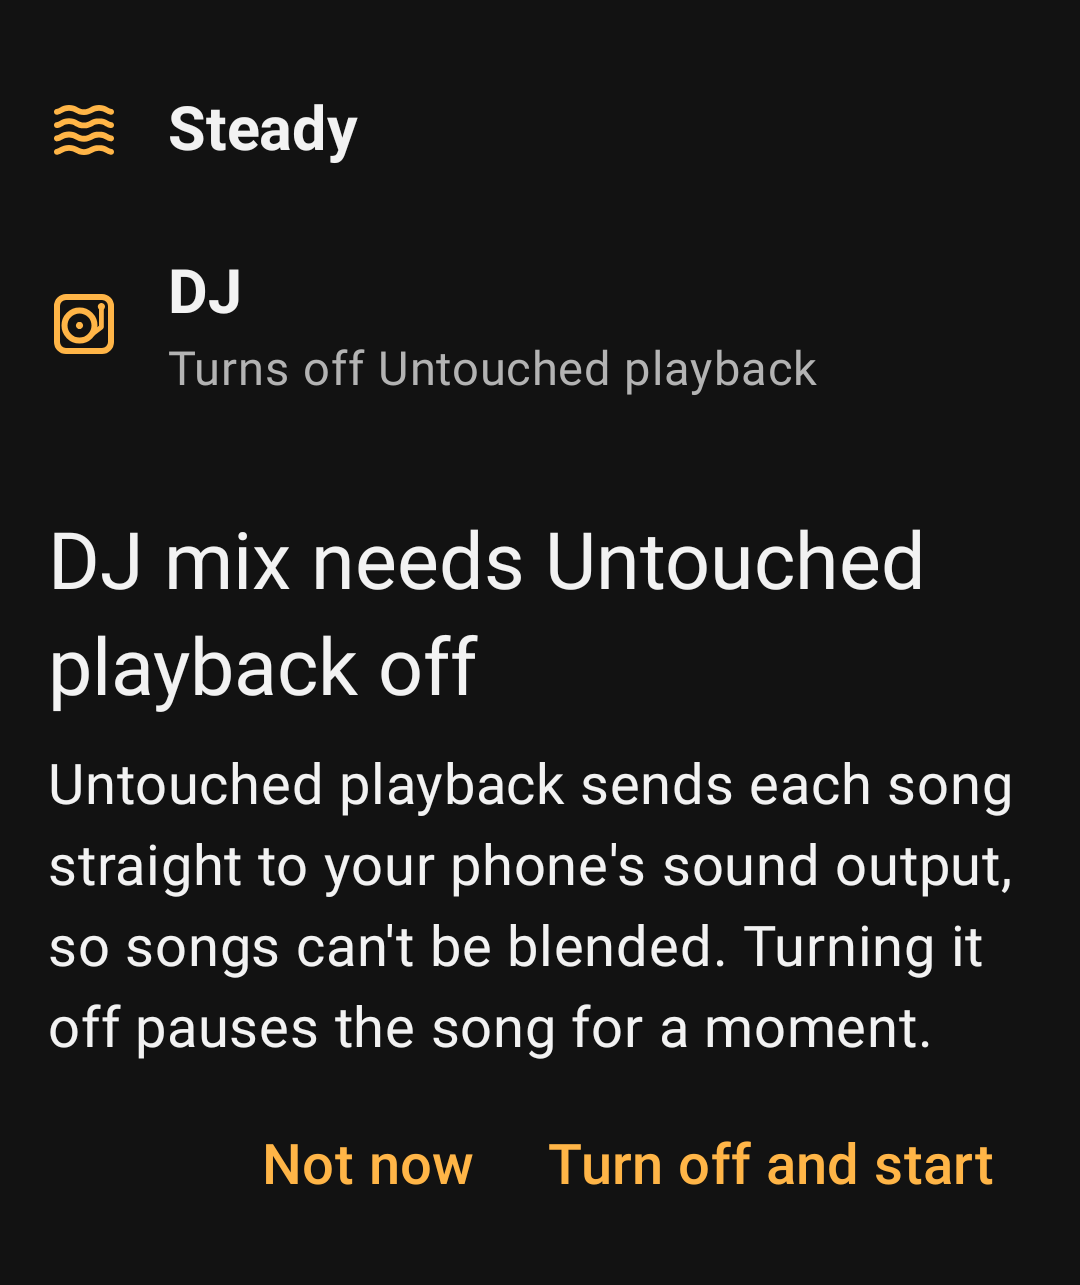 Steady
DJ
Turns off Untouched playback
DJ mix needs Untouched
playback off
Untouched playback sends each song
straight to your phone's sound output,
so songs can't be blended. Turning it
off pauses the song for a moment.
Not now
Turn off and start